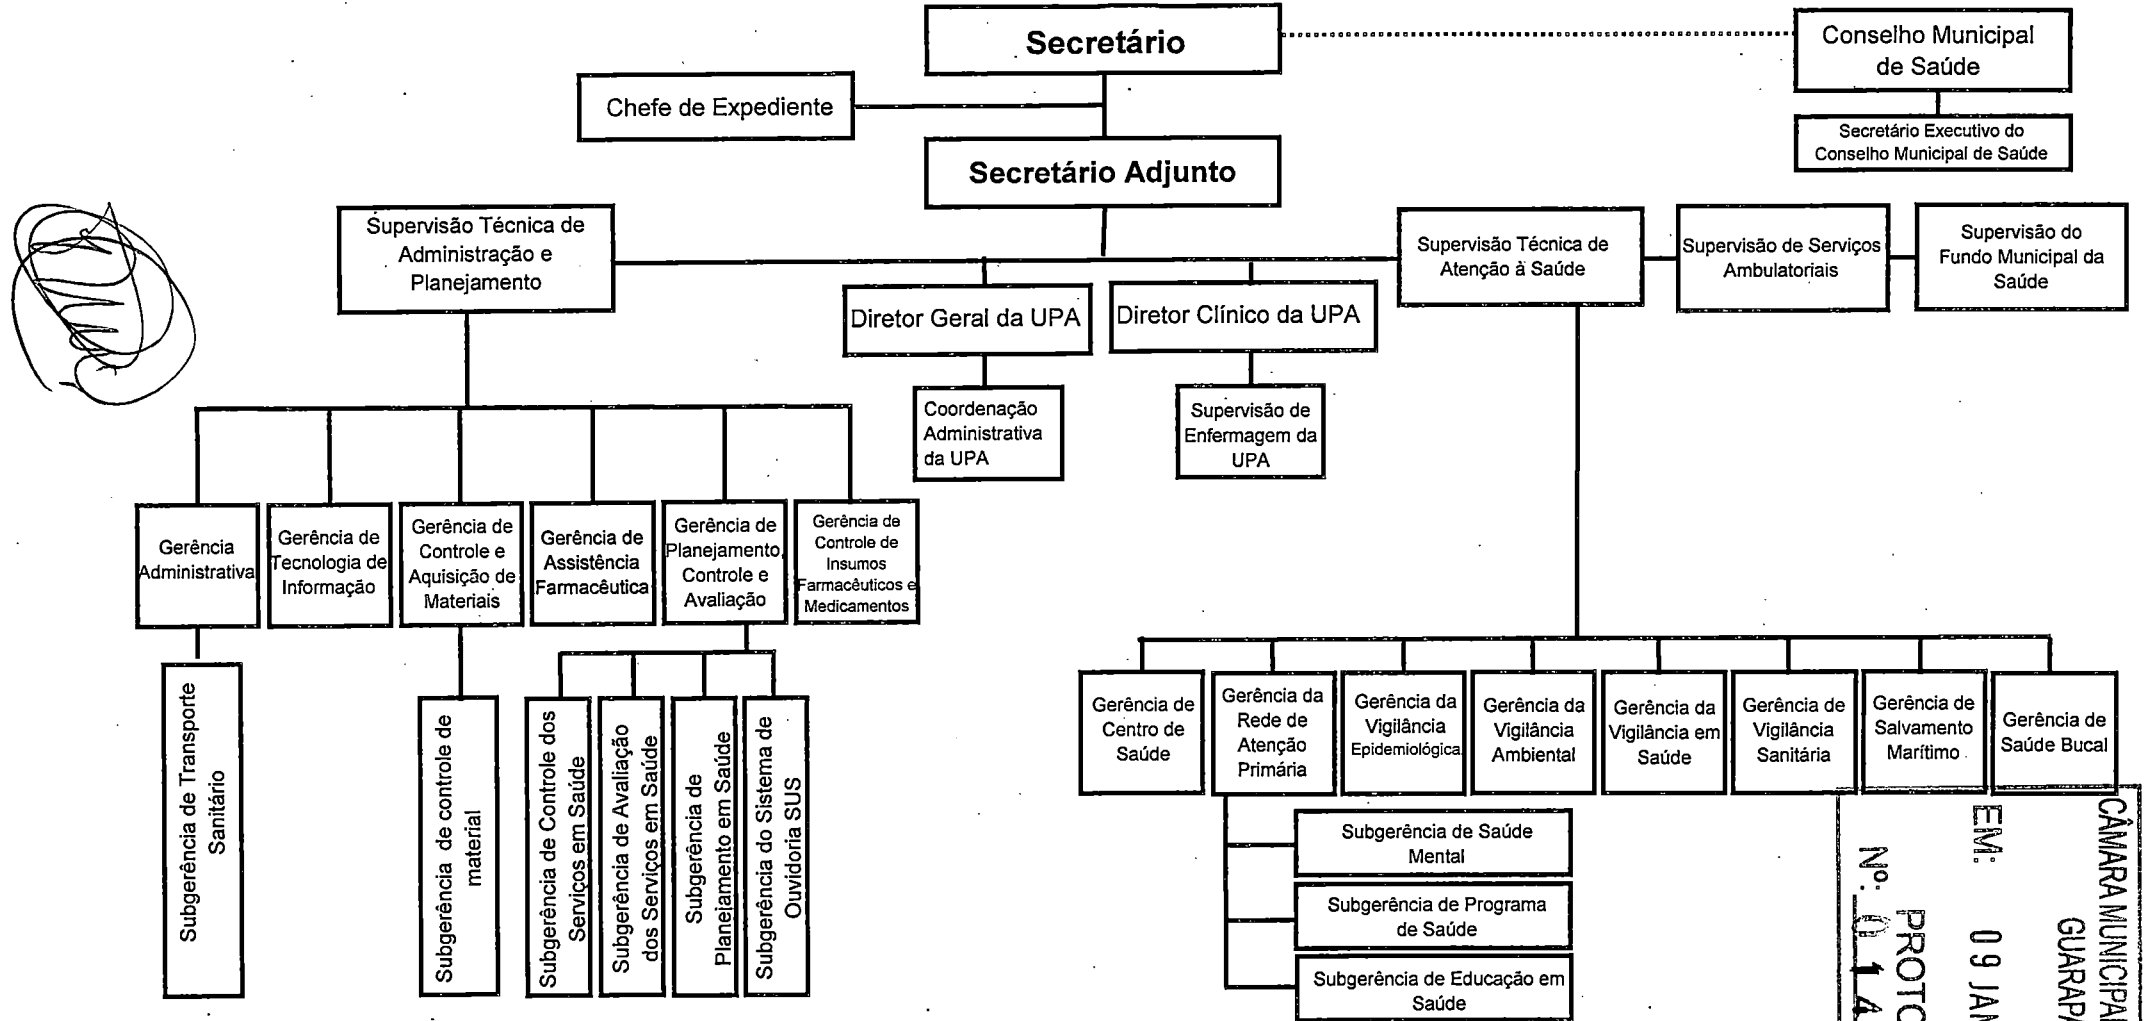 Secretário
Conselho Municipal
de Saúde
Chefe de Expediente
Secretário Executivo do
Conselho Municipal de Saúde
Secretário Adjunto
Supervisão Técnica de
Administração e
Planejamento
Supervisão Técnica de
Atenção à Saúde
Supervisão de Serviços
Ambulatoriais
Supervisão do
Fundo Municipal da
Saúde
Diretor Geral da UPA
Diretor Clínico da UPA
Coordenação
Administrativa
da UPA
Supervisão de
Enfermagem da
UPA
Gerência
Administrativa
Gerência de
Tecnologia de
Informação
Gerência de
Controle e
Aquisição de
Materiais
Gerência de
Assistência
Farmacêutica
Gerência de
Planejamento,
Controle e
Avaliação
Gerência de
Controle de
Insumos
Farmacêuticos e
Medicamentos
Subgerência de Transporte
Sanitário
Subgerência de controle de
material
Subgerência de Controle dos
Serviços em Saúde
Subgerência de Avaliação
dos Serviços em Saúde
Subgerência de
Planejamento em Saúde
Subgerência do Sistema de
Ouvidoria SUS
Gerência de
Centro de
Saúde
Gerência da
Rede de
Atenção
Primária
Gerência da
Vigilância
Epidemiológica
Gerência da
Vigilância
Ambiental
Gerência da
Vigilância em
Saúde
Gerência de
Vigilância
Sanitária
Gerência de
Salvamento
Marítimo
Gerência de
Saúde Bucal
Subgerência de Saúde
Mental
Subgerência de Programa
de Saúde
Subgerência de Educação em
Saúde
CÂMARA MUNICIPAL
GUARAPA
EM: 09 JAN
PROTO
Nº: 014